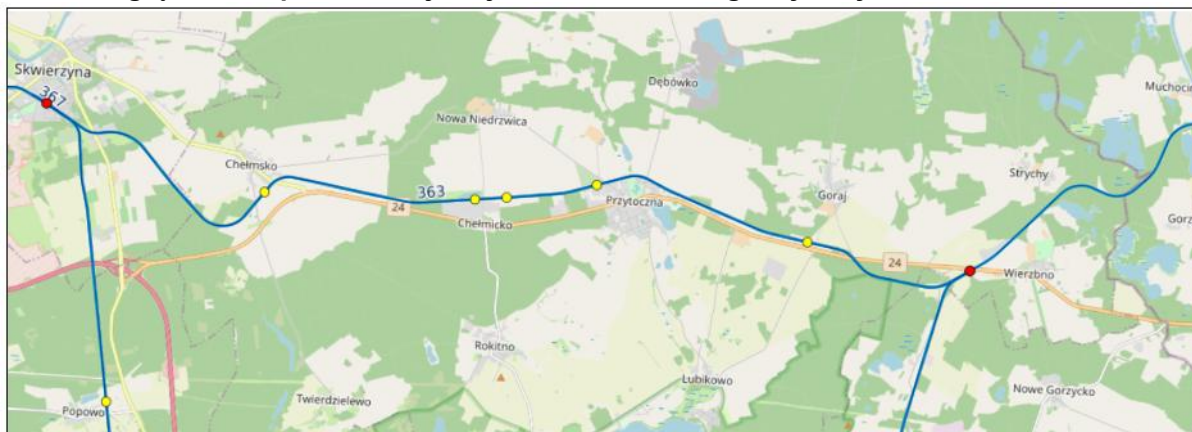 Skwierzyna
367
Dębówko
Muchocin
Nowa Niedrzwica
Chełmsko
Strychy
363
Goraj
24
Przytoczna
Chełmicko
24
Wierzbno
Rokitno
Lubikowo
Twierdzielewo
Nowe Gorzycko
Popowo